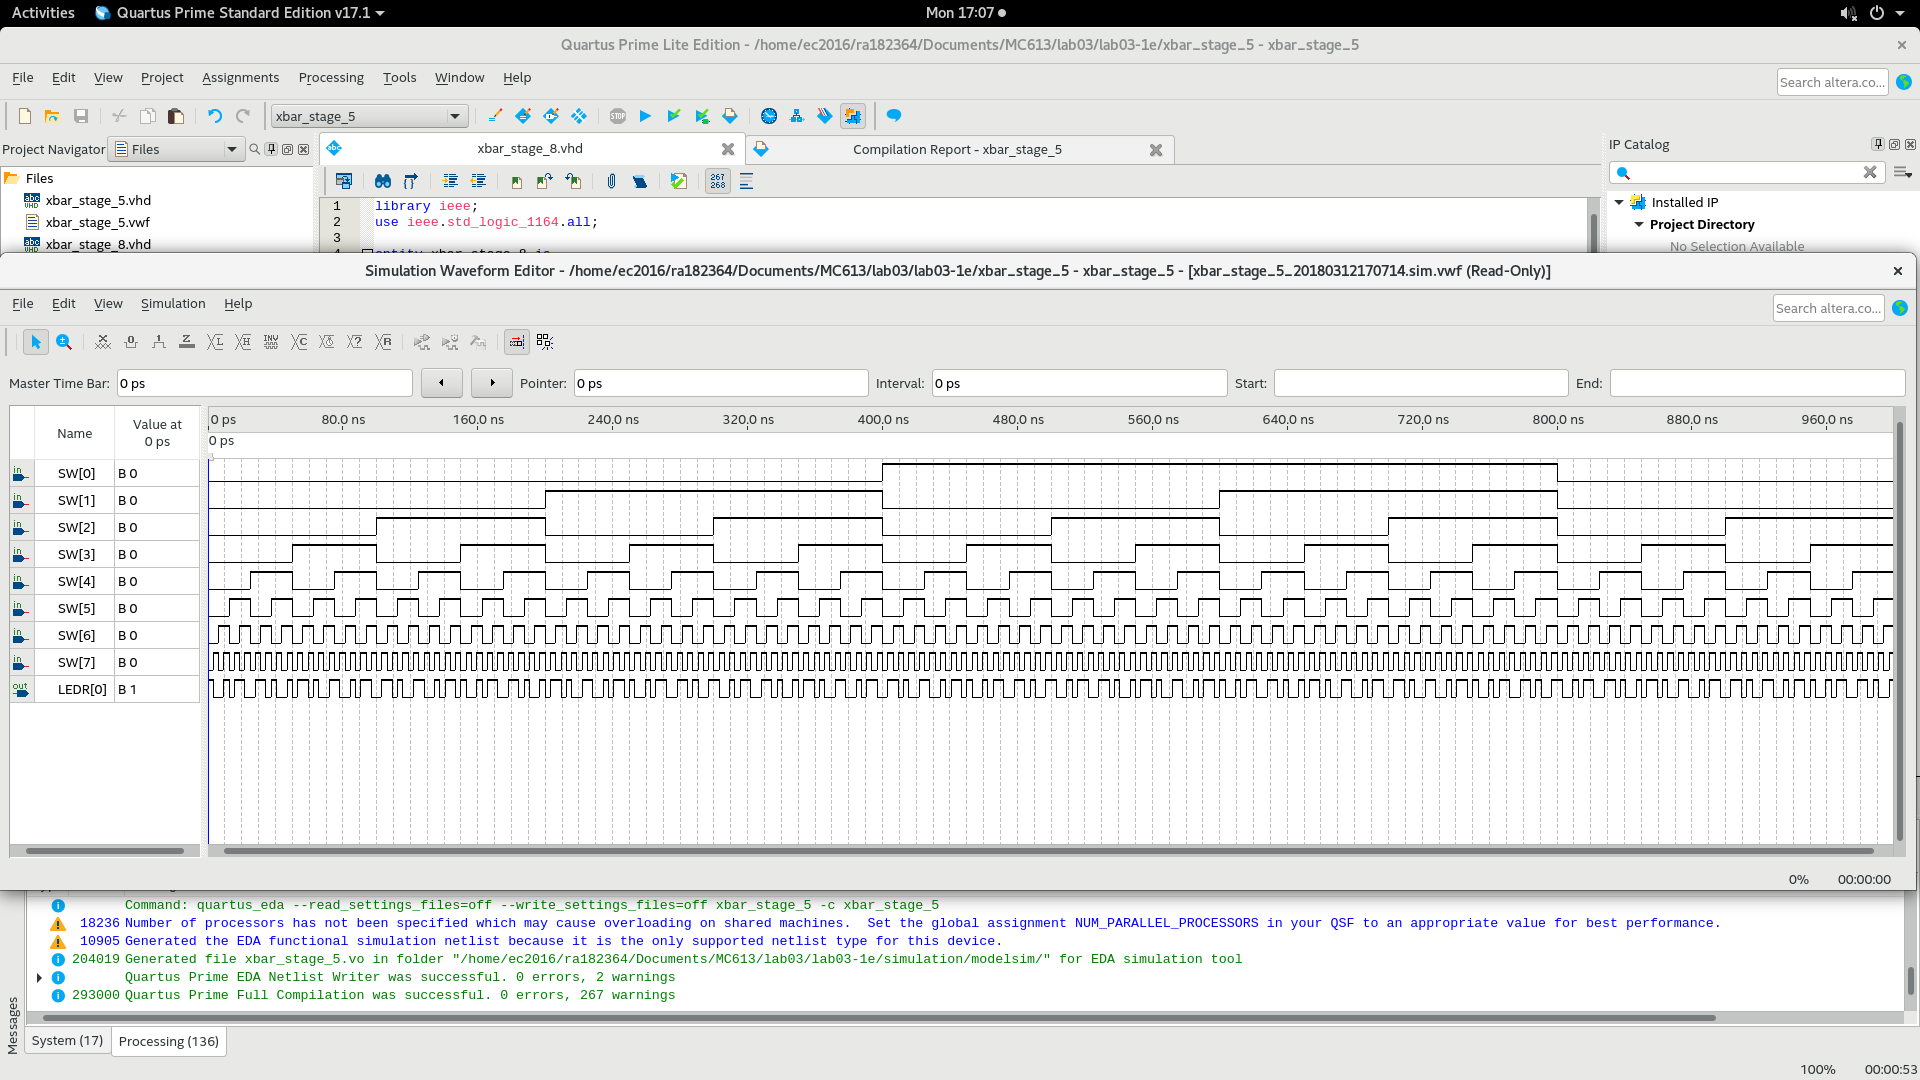 Activities Quartus Prime Standard Edition v17.1 Mon 17:07
Quartus Prime Lite Edition - /home/ec2016/ra182364/Documents/MC613/lab03/lab03-1e/xbar_stage_5 - xbar_stage_5
File Edit View Project Assignments Processing Tools Window Help
Search altera.co...
xbar_stage_5
Project Navigator Files
xbar_stage_8.vhd
Compilation Report - xbar_stage_5
IP Catalog
Files
xbar_stage_5.vhd
xbar_stage_5.vwf
xbar_stage_8.vhd
267
268
1 library ieee;
2 use ieee.std_logic_1164.all;
3
4 entity xbar_stage_8 is
Installed IP
Project Directory
No Selection Available
Simulation Waveform Editor - /home/ec2016/ra182364/Documents/MC613/lab03/lab03-1e/xbar_stage_5 - xbar_stage_5 - [xbar_stage_5_20180312170714.sim.vwf (Read-Only)]
File Edit View Simulation Help
Search altera.co...
Master Time Bar: 0 ps Pointer: 0 ps Interval: 0 ps Start: End:
Name Value at 0 ps
0 ps 80.0 ns 160.0 ns 240.0 ns 320.0 ns 400.0 ns 480.0 ns 560.0 ns 640.0 ns 720.0 ns 800.0 ns 880.0 ns 960.0 ns
0 ps
in SW[0] B 0
in SW[1] B 0
in SW[2] B 0
in SW[3] B 0
in SW[4] B 0
in SW[5] B 0
in SW[6] B 0
in SW[7] B 0
out LEDR[0] B 1
0% 00:00:00
Command: quartus_eda --read_settings_files=off --write_settings_files=off xbar_stage_5 -c xbar_stage_5
18236 Number of processors has not been specified which may cause overloading on shared machines.  Set the global assignment NUM_PARALLEL_PROCESSORS in your QSF to an appropriate value for best performance.
10905 Generated the EDA functional simulation netlist because it is the only supported netlist type for this device.
204019 Generated file xbar_stage_5.vo in folder "/home/ec2016/ra182364/Documents/MC613/lab03/lab03-1e/simulation/modelsim/" for EDA simulation tool
Quartus Prime EDA Netlist Writer was successful. 0 errors, 2 warnings
293000 Quartus Prime Full Compilation was successful. 0 errors, 267 warnings
Messages
System (17) Processing (136)
100% 00:00:53